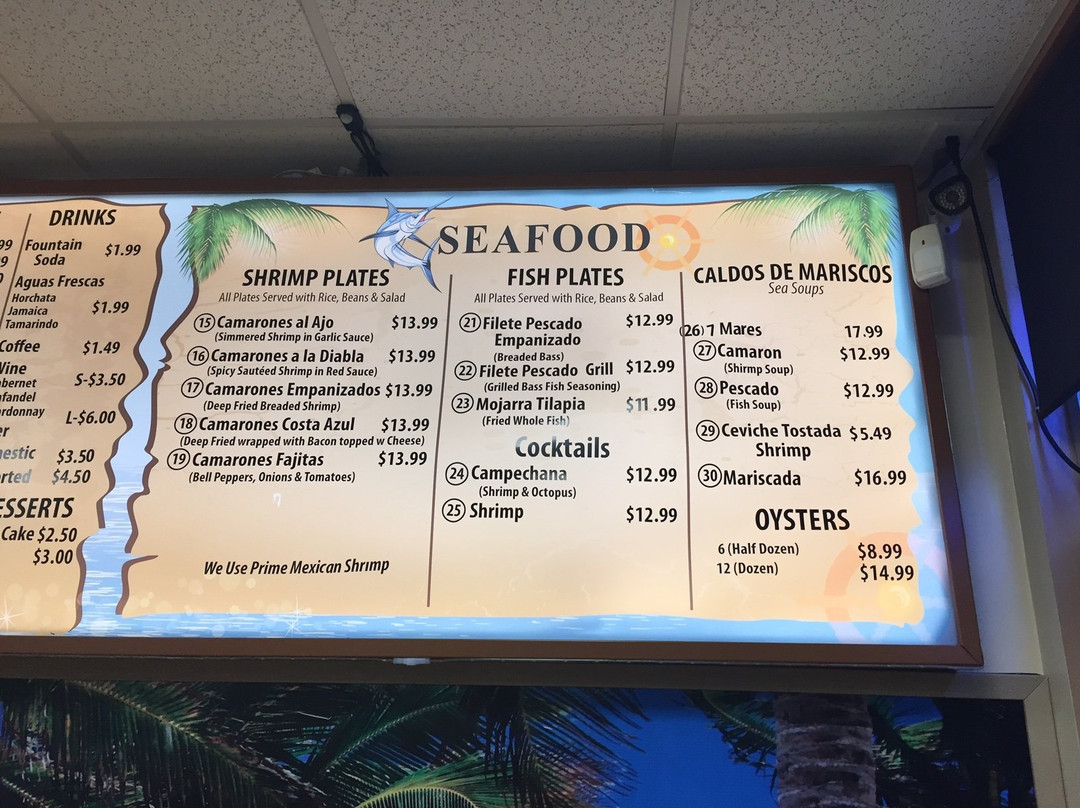 DRINKS
Fountain
Soda $1.99
Aguas Frescas
Horchata
Jamaica $1.99
Tamarindo
Coffee $1.49
S-$3.50
L-$6.00
$3.50
$4.50
Cake $2.50
$3.00
SEAFOOD
SHRIMP PLATES
All Plates Served with Rice, Beans & Salad
15 Camarones al Ajo $13.99
(Simmered Shrimp in Garlic Sauce)
16 Camarones a la Diabla $13.99
(Spicy Sautéed Shrimp in Red Sauce)
17 Camarones Empanizados $13.99
(Deep Fried Breaded Shrimp)
18 Camarones Costa Azul $13.99
(Deep Fried wrapped with Bacon topped w Cheese)
19 Camarones Fajitas $13.99
(Bell Peppers, Onions & Tomatoes)
We Use Prime Mexican Shrimp
FISH PLATES
All Plates Served with Rice, Beans & Salad
21 Filete Pescado $12.99
Empanizado
(Breaded Bass)
22 Filete Pescado Grill $12.99
(Grilled Bass Fish Seasoning)
23 Mojarra Tilapia $11.99
(Fried Whole Fish)
Cocktails
24 Campechana $12.99
(Shrimp & Octopus)
25 Shrimp $12.99
CALDOS DE MARISCOS
Sea Soups
(26) 7 Mares 17.99
27 Camaron $12.99
(Shirmp Soup)
28 Pescado $12.99
(Fish Soup)
29 Ceviche Tostada $5.49
Shrimp
30 Mariscada $16.99
OYSTERS
6 (Half Dozen) $8.99
12 (Dozen) $14.99